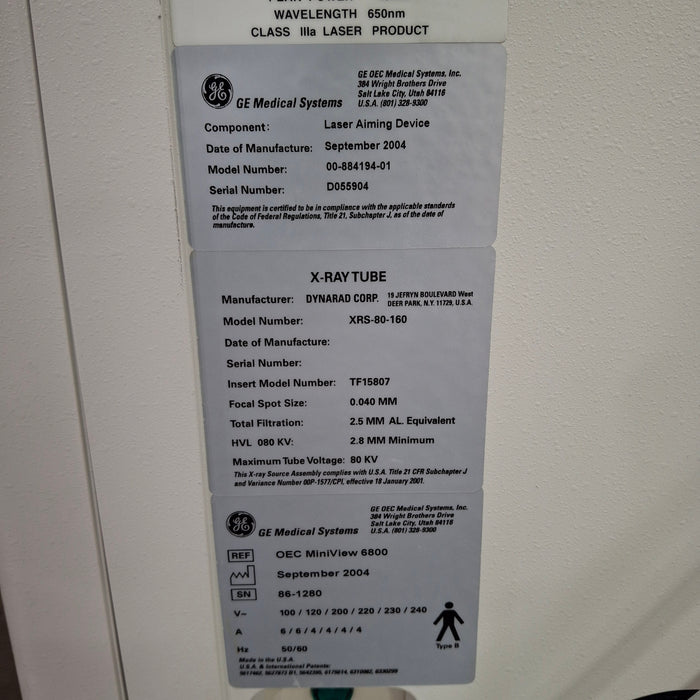 WAVELENGTH 650nm
CLASS IIIa LASER PRODUCT
GE OEC Medical Systems, Inc.
384 Wright Brothers Drive
Salt Lake City, Utah 84116
U.S.A. (801) 328-9300
GE Medical Systems
Component: Laser Aiming Device
Date of Manufacture: September 2004
Model Number: 00-884194-01
Serial Number: D055904
This equipment is certified to be in compliance with the applicable standards
of the Code of Federal Regulations, Title 21, Subchapter J, as of the date of
manufacture.
X-RAY TUBE
Manufacturer: DYNARAD CORP. 19 JEFRYN BOULEVARD West
DEER PARK, N.Y. 11729, U.S.A.
Model Number: XRS-80-160
Date of Manufacture:
Serial Number:
Insert Model Number: TF15807
Focal Spot Size: 0.040 MM
Total Filtration: 2.5 MM AL. Equivalent
HVL 080 KV: 2.8 MM Minimum
Maximum Tube Voltage: 80 KV
This X-ray Source Assembly complies with U.S.A. Title 21 CFR Subchapter J
and Variance Number 00P-1577/CPI, effective 18 January 2001.
GE OEC Medical Systems, Inc.
384 Wright Brothers Drive
Salt Lake City, Utah 84116
U.S.A. (801) 328-9300
GE Medical Systems
REF OEC MiniView 6800
September 2004
SN 86-1280
V~ 100 / 120 / 200 / 220 / 230 / 240
A 6 / 6 / 4 / 4 / 4 / 4
Hz 50/60
Type B
Made in the U.S.A.
U.S.A. & International Patents: